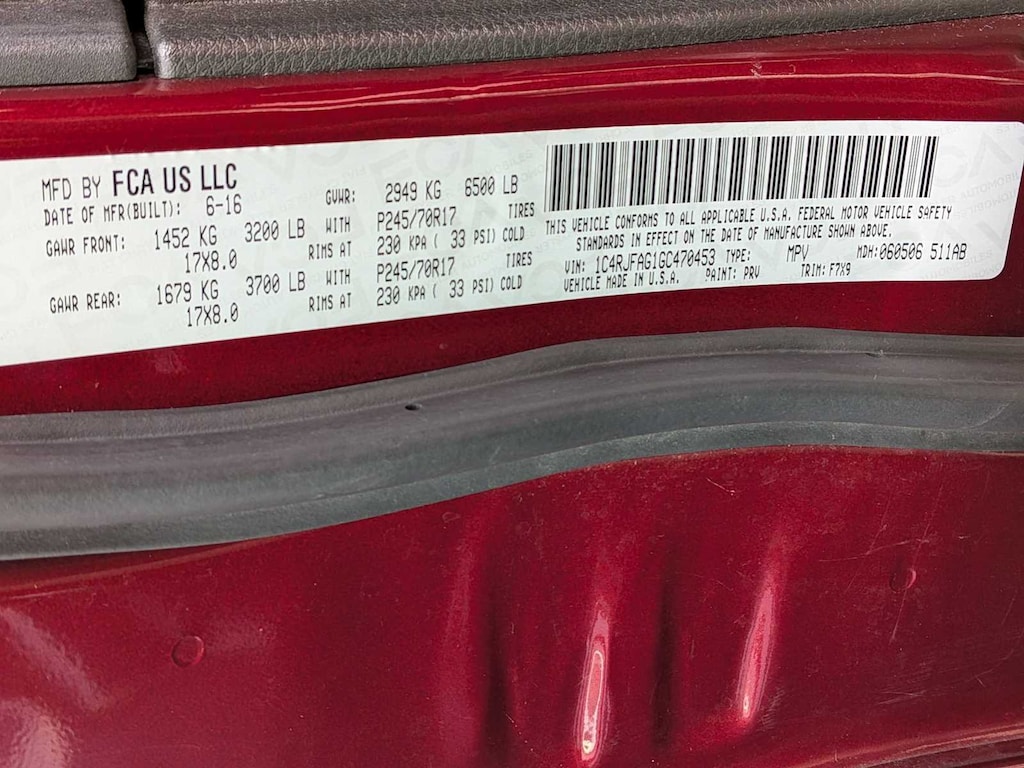 MFD BY FCA US LLC
DATE OF MFR(BUILT): 6-16 GVWR: 2949 KG 6500 LB
GAWR FRONT: 1452 KG 3200 LB WITH P245/70R17 TIRES
17X8.0 RIMS AT 230 KPA ( 33 PSI) COLD
GAWR REAR: 1679 KG 3700 LB WITH P245/70R17 TIRES
17X8.0 RIMS AT 230 KPA ( 33 PSI) COLD
THIS VEHICLE CONFORMS TO ALL APPLICABLE U.S.A. FEDERAL MOTOR VEHICLE SAFETY
STANDARDS IN EFFECT ON THE DATE OF MANUFACTURE SHOWN ABOVE.
VIN: 1C4RJFAG1GC470453 TYPE: MPV MDH:060506 511AB
VEHICLE MADE IN U.S.A. PAINT: PRV TRIM: F7X9